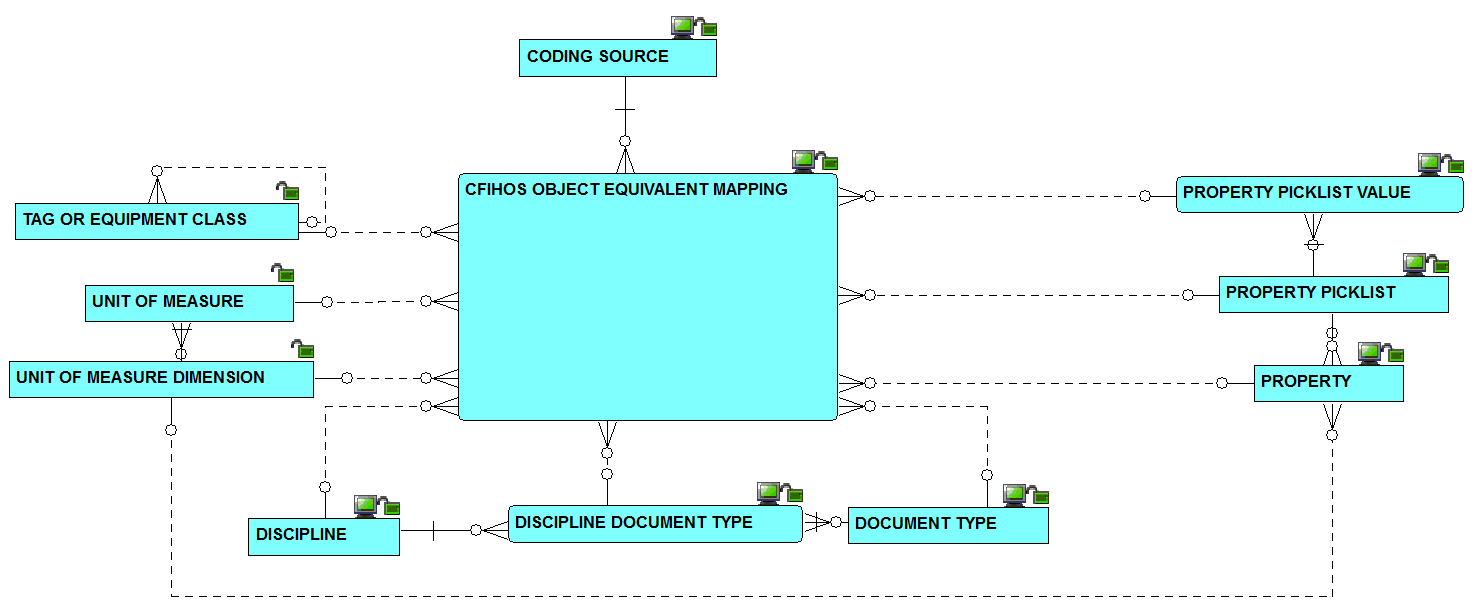 CODING SOURCE
CFIHOS OBJECT EQUIVALENT MAPPING
PROPERTY PICKLIST VALUE
TAG OR EQUIPMENT CLASS
UNIT OF MEASURE
PROPERTY PICKLIST
UNIT OF MEASURE DIMENSION
PROPERTY
DISCIPLINE
DISCIPLINE DOCUMENT TYPE
DOCUMENT TYPE